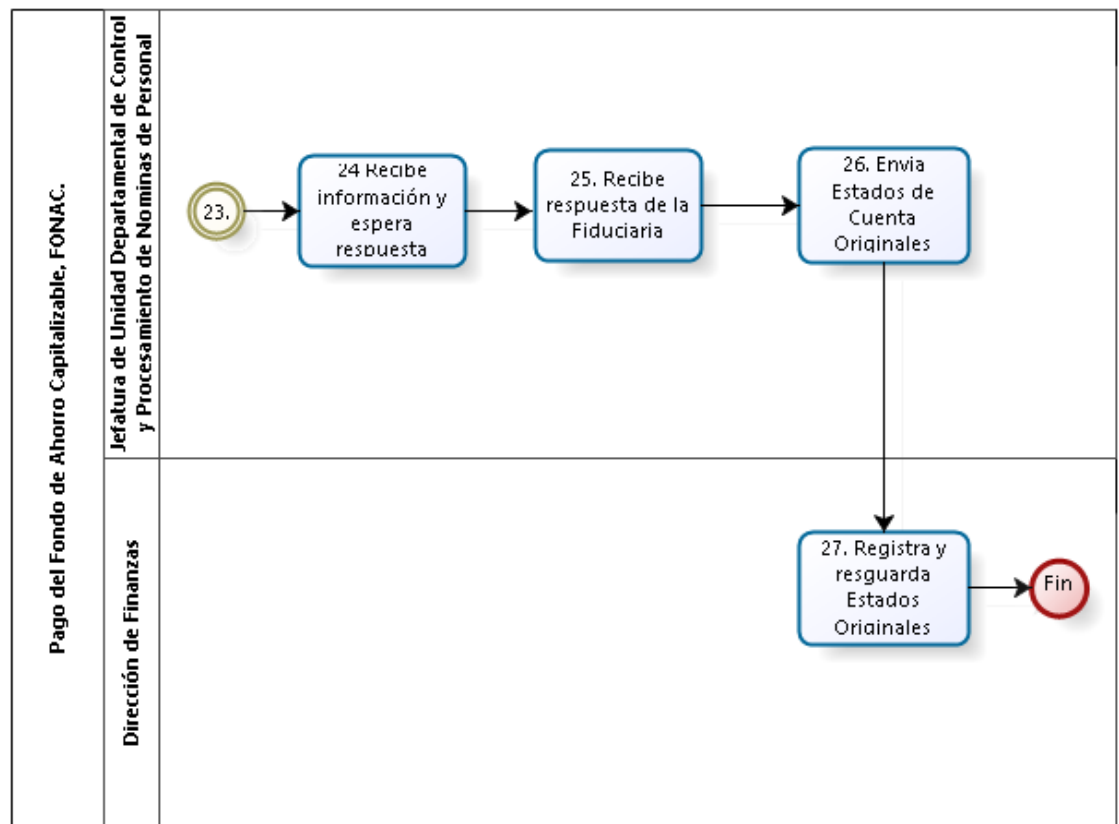 Pago del Fondo de Ahorro Capitalizable, FONAC.
Jefatura de Unidad Departamental de Control
y Procesamiento de Nominas de Personal
23.
24 Recibe
información y
espera
respuesta
25. Recibe
respuesta de la
Fiduciaria
26. Envia
Estados de
Cuenta
Originales
Dirección de Finanzas
27. Registra y
resguarda
Estados
Originales
Fin